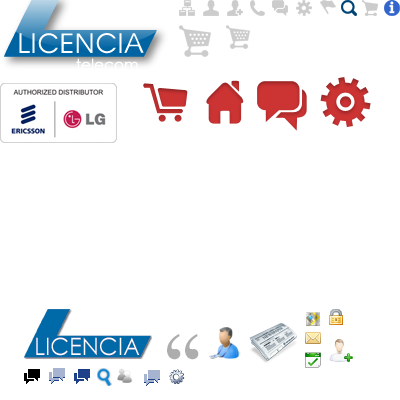 LICENCIA
telecom
AUTHORIZED DISTRIBUTOR
ERICSSON
LG
LICENCIA